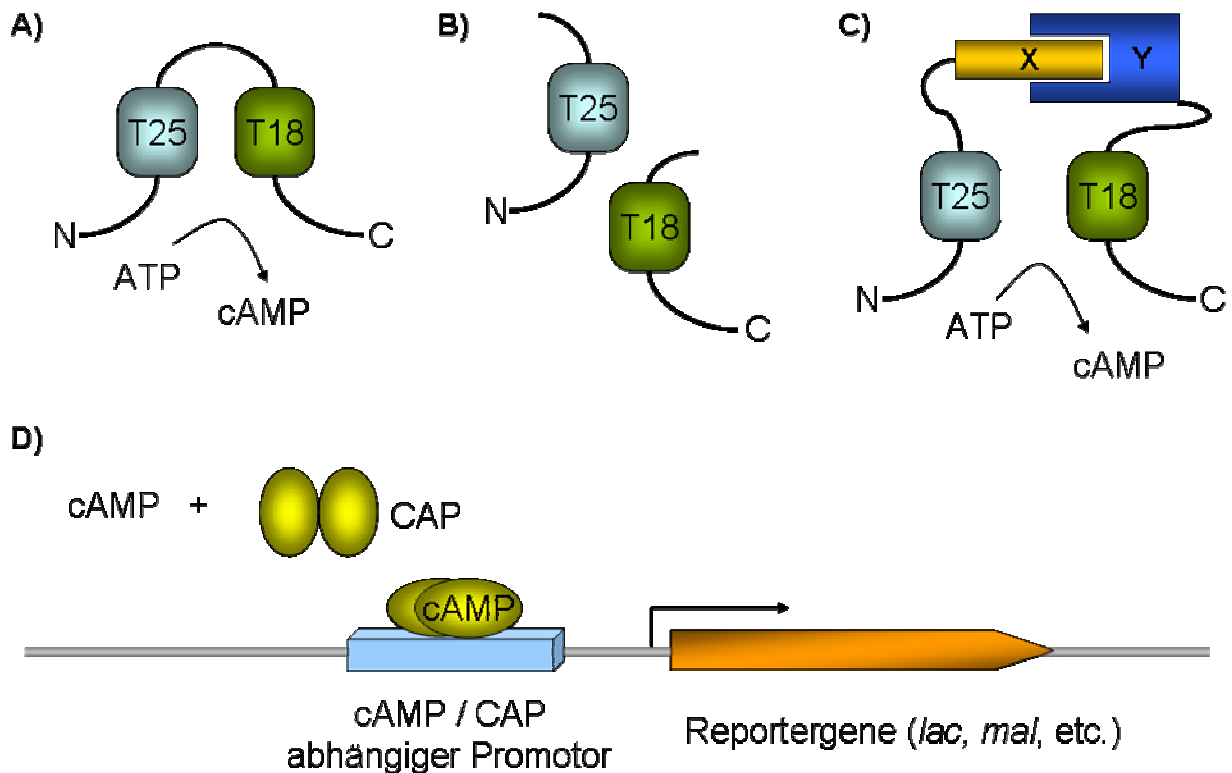 A)
T25
T18
N
C
ATP
cAMP
B)
T25
T18
N
C
C)
X
Y
T25
T18
N
C
ATP
cAMP
D)
cAMP +
CAP
cAMP
cAMP / CAP
abhängiger Promotor
Reportergene (lac, mal, etc.)